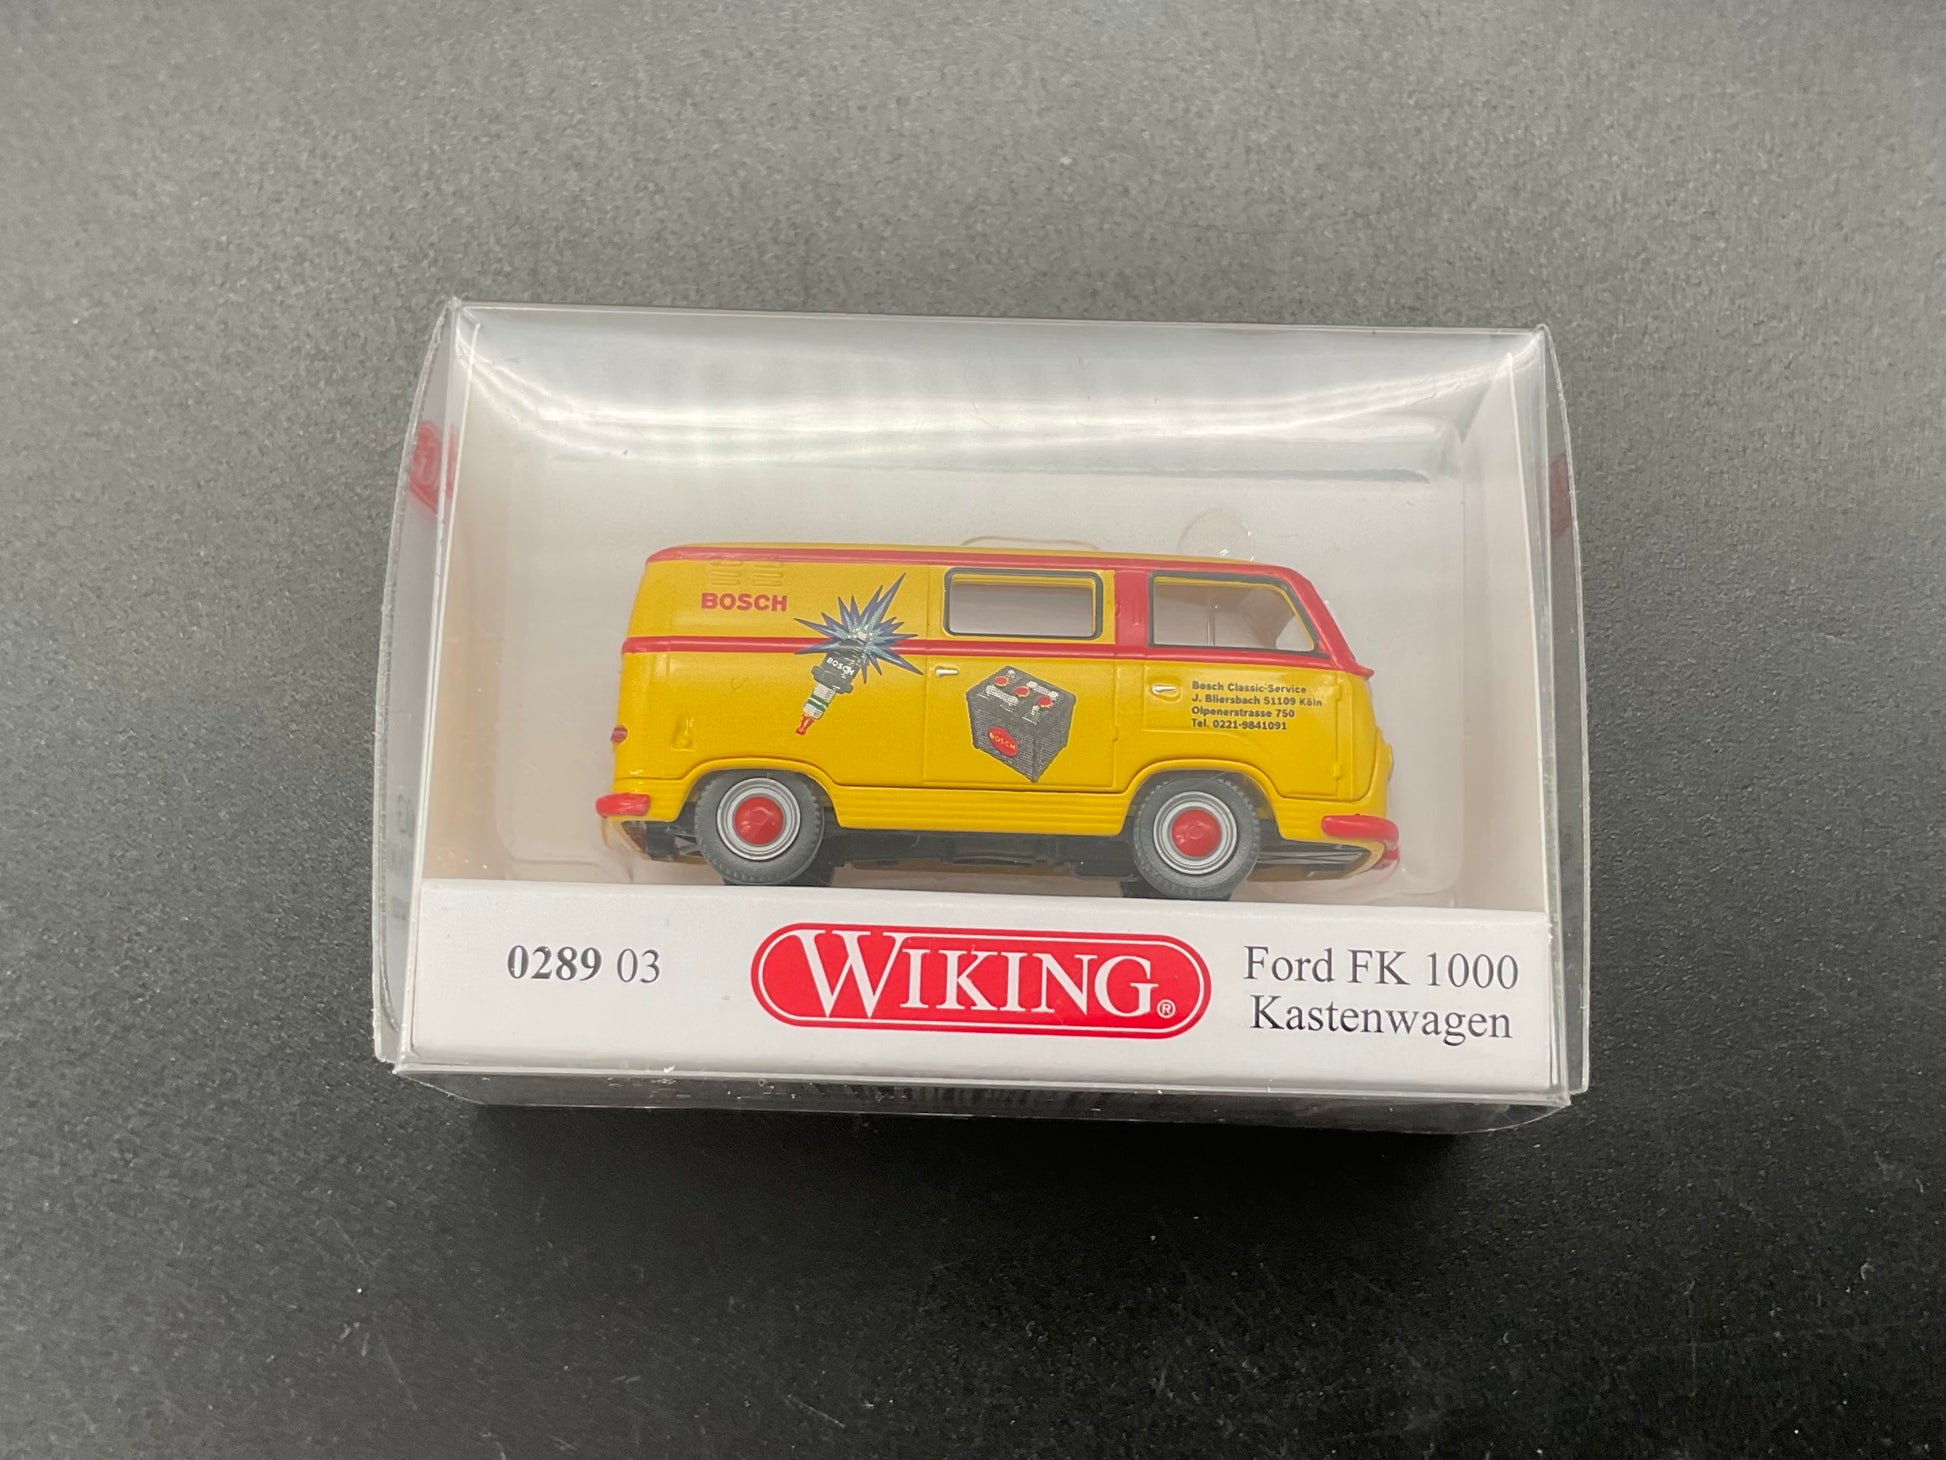 BOSCH
BOSCH
BOSCH
Bosch Classic-Service
J. Bliersbach 51109 Köln
Olpenerstrasse 750
Tel. 0221-9841091
0289 03
WIKING®
Ford FK 1000
Kastenwagen